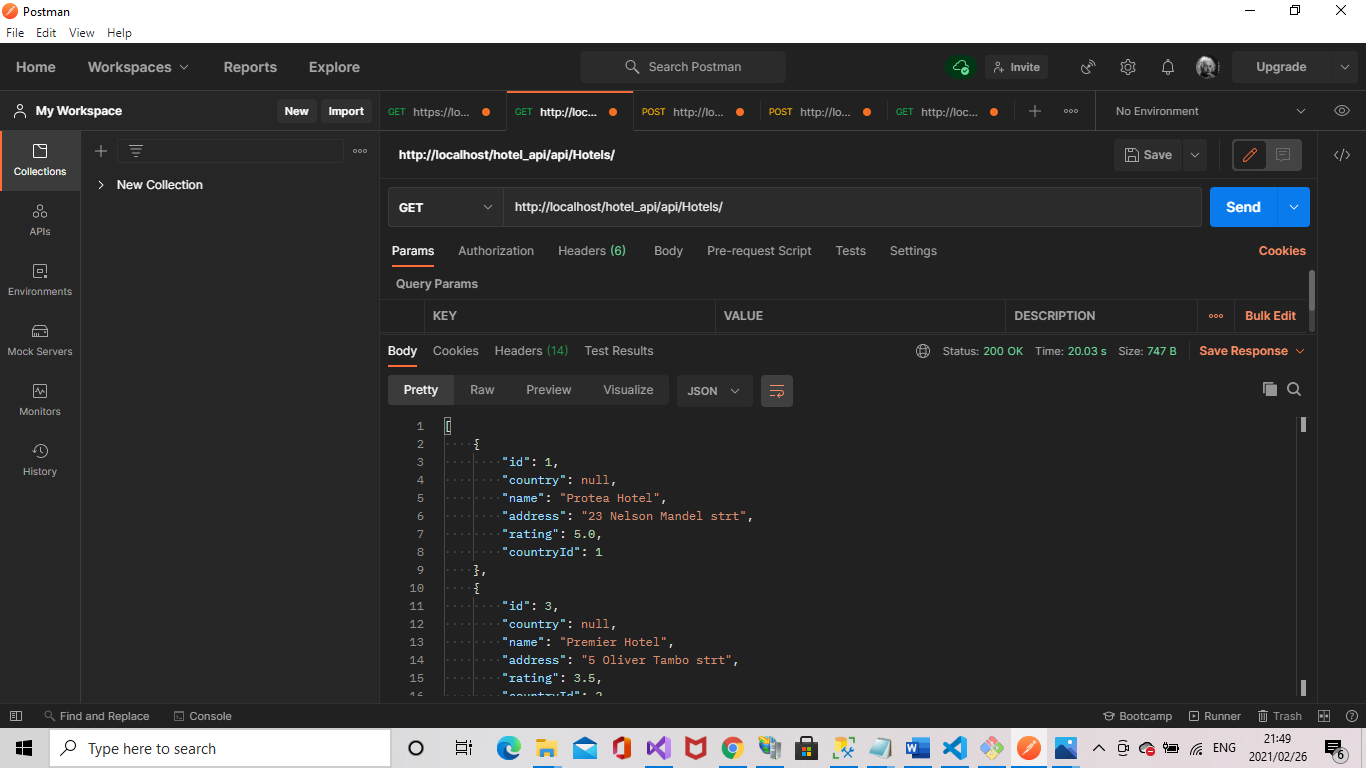 Postman
File Edit View Help
Home Workspaces Reports Explore Search Postman Invite Upgrade
My Workspace New Import GET https://lo... GET http://loc... POST http://lo... POST http://lo... GET http://loc... No Environment
http://localhost/hotel_api/api/Hotels/ Save
Collections
New Collection
GET http://localhost/hotel_api/api/Hotels/ Send
APIs
Params Authorization Headers (6) Body Pre-request Script Tests Settings Cookies
Query Params
Environments
KEY VALUE DESCRIPTION Bulk Edit
Mock Servers
Body Cookies Headers (14) Test Results Status: 200 OK Time: 20.03 s Size: 747 B Save Response
Pretty Raw Preview Visualize JSON
Monitors
History
1 [
2 {
3 "id": 1,
4 "country": null,
5 "name": "Protea Hotel",
6 "address": "23 Nelson Mandel strt",
7 "rating": 5.0,
8 "countryId": 1
9 },
10 {
11 "id": 3,
12 "country": null,
13 "name": "Premier Hotel",
14 "address": "5 Oliver Tambo strt",
15 "rating": 3.5,
16 "countryId": 2
Find and Replace Console Bootcamp Runner Trash
Type here to search ENG 21:49
2021/02/26 6